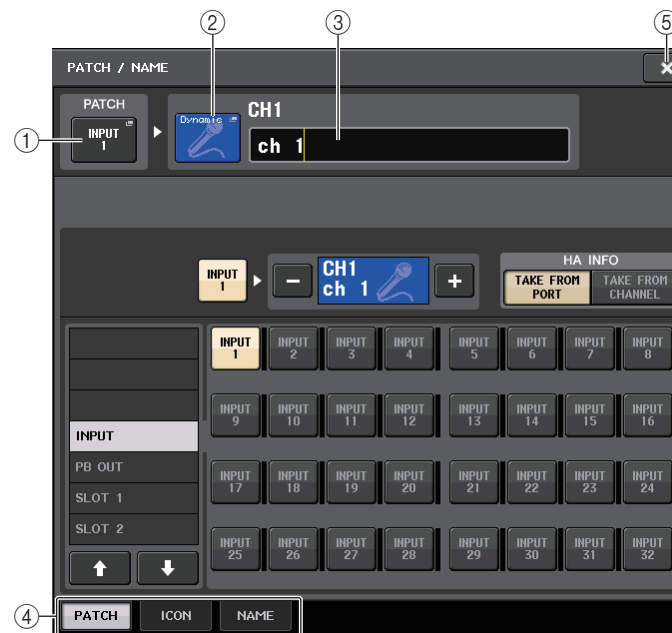 ② ③ ⑤
PATCH / NAME ×
PATCH
① INPUT 1
Dynamic
CH1
ch 1
INPUT 1
−
CH1
ch 1
+
HA INFO
TAKE FROM PORT
TAKE FROM CHANNEL
INPUT 1 INPUT 2 INPUT 3 INPUT 4 INPUT 5 INPUT 6 INPUT 7 INPUT 8
INPUT 9 INPUT 10 INPUT 11 INPUT 12 INPUT 13 INPUT 14 INPUT 15 INPUT 16
INPUT
PB OUT
SLOT 1
SLOT 2
INPUT 17 INPUT 18 INPUT 19 INPUT 20 INPUT 21 INPUT 22 INPUT 23 INPUT 24
INPUT 25 INPUT 26 INPUT 27 INPUT 28 INPUT 29 INPUT 30 INPUT 31 INPUT 32
④ PATCH ICON NAME